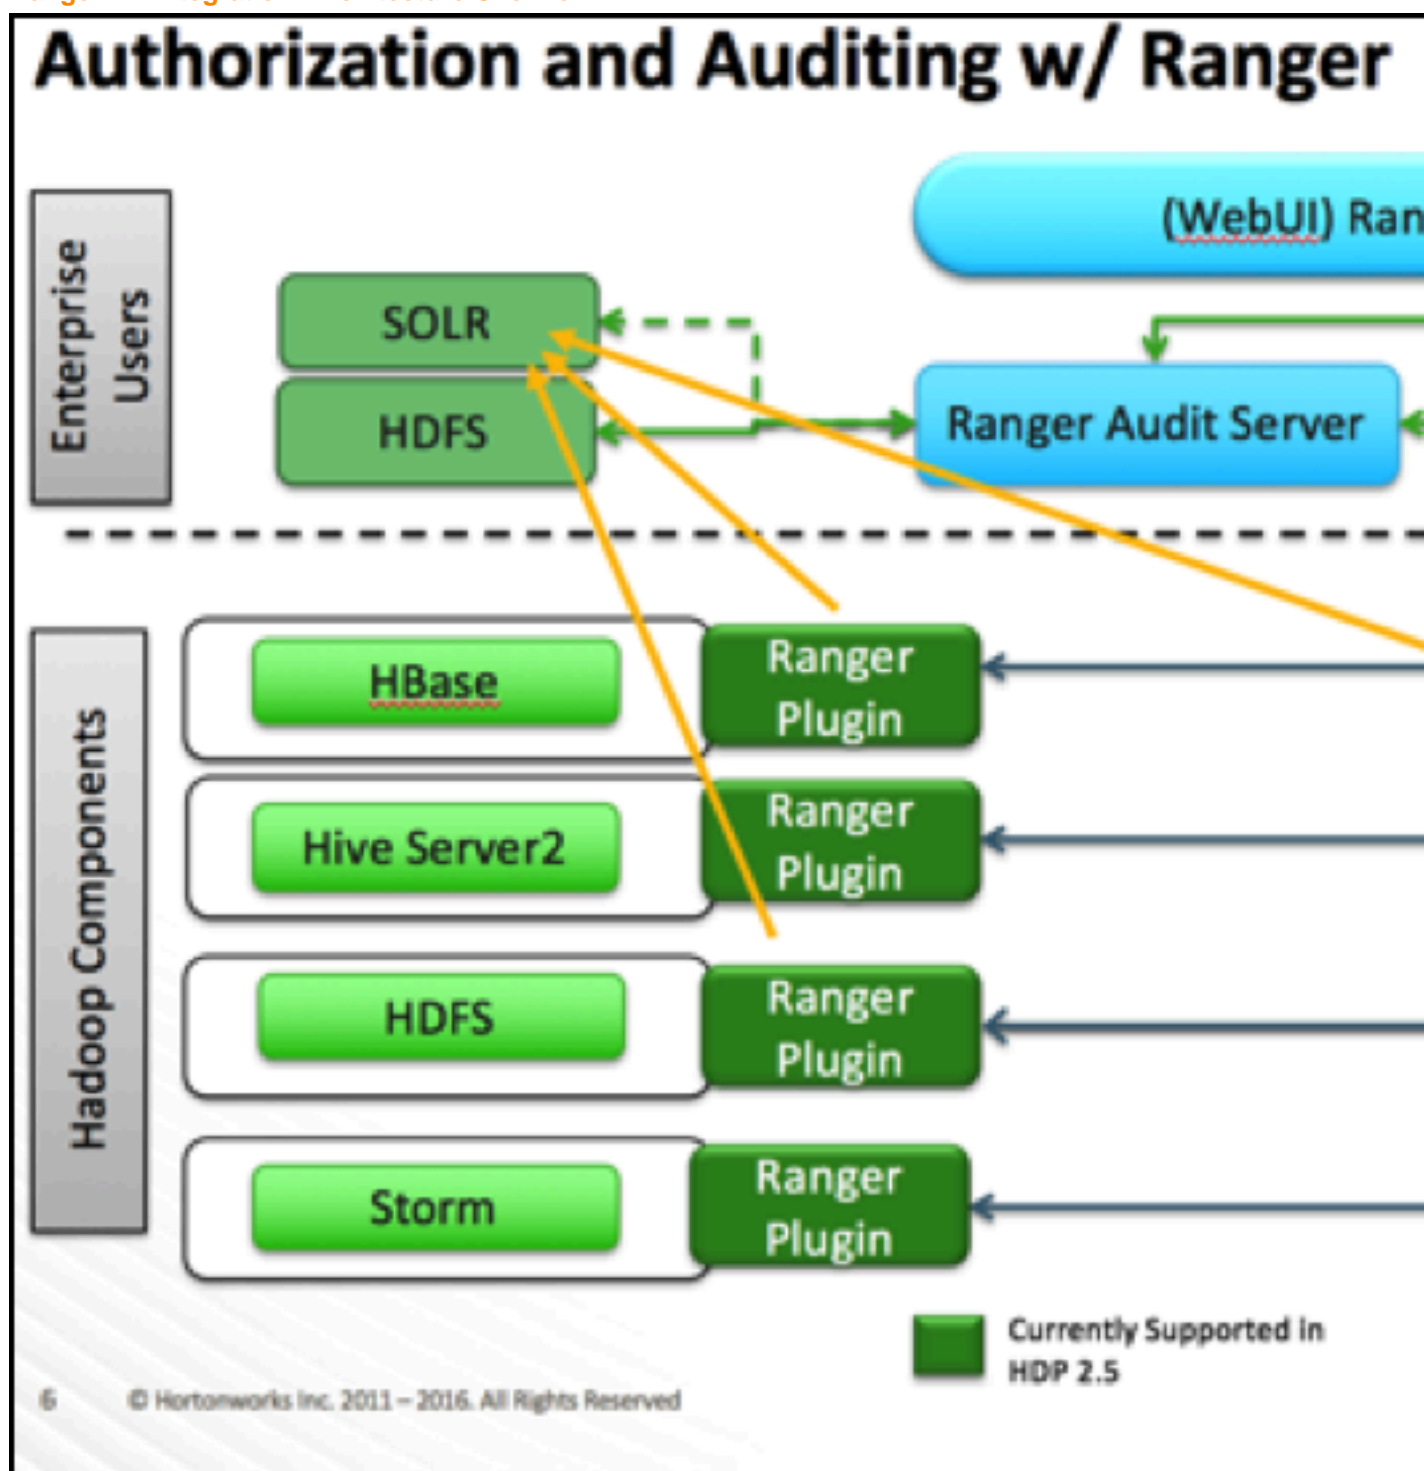 Authorization and Auditing w/ Ranger
(WebUI) Ran
Enterprise
Users
SOLR
HDFS
Ranger Audit Server
Hadoop Components
HBase
Ranger
Plugin
Hive Server2
Ranger
Plugin
HDFS
Ranger
Plugin
Storm
Ranger
Plugin
Currently Supported in
HDP 2.5
6 © Hortonworks Inc. 2011 – 2016. All Rights Reserved